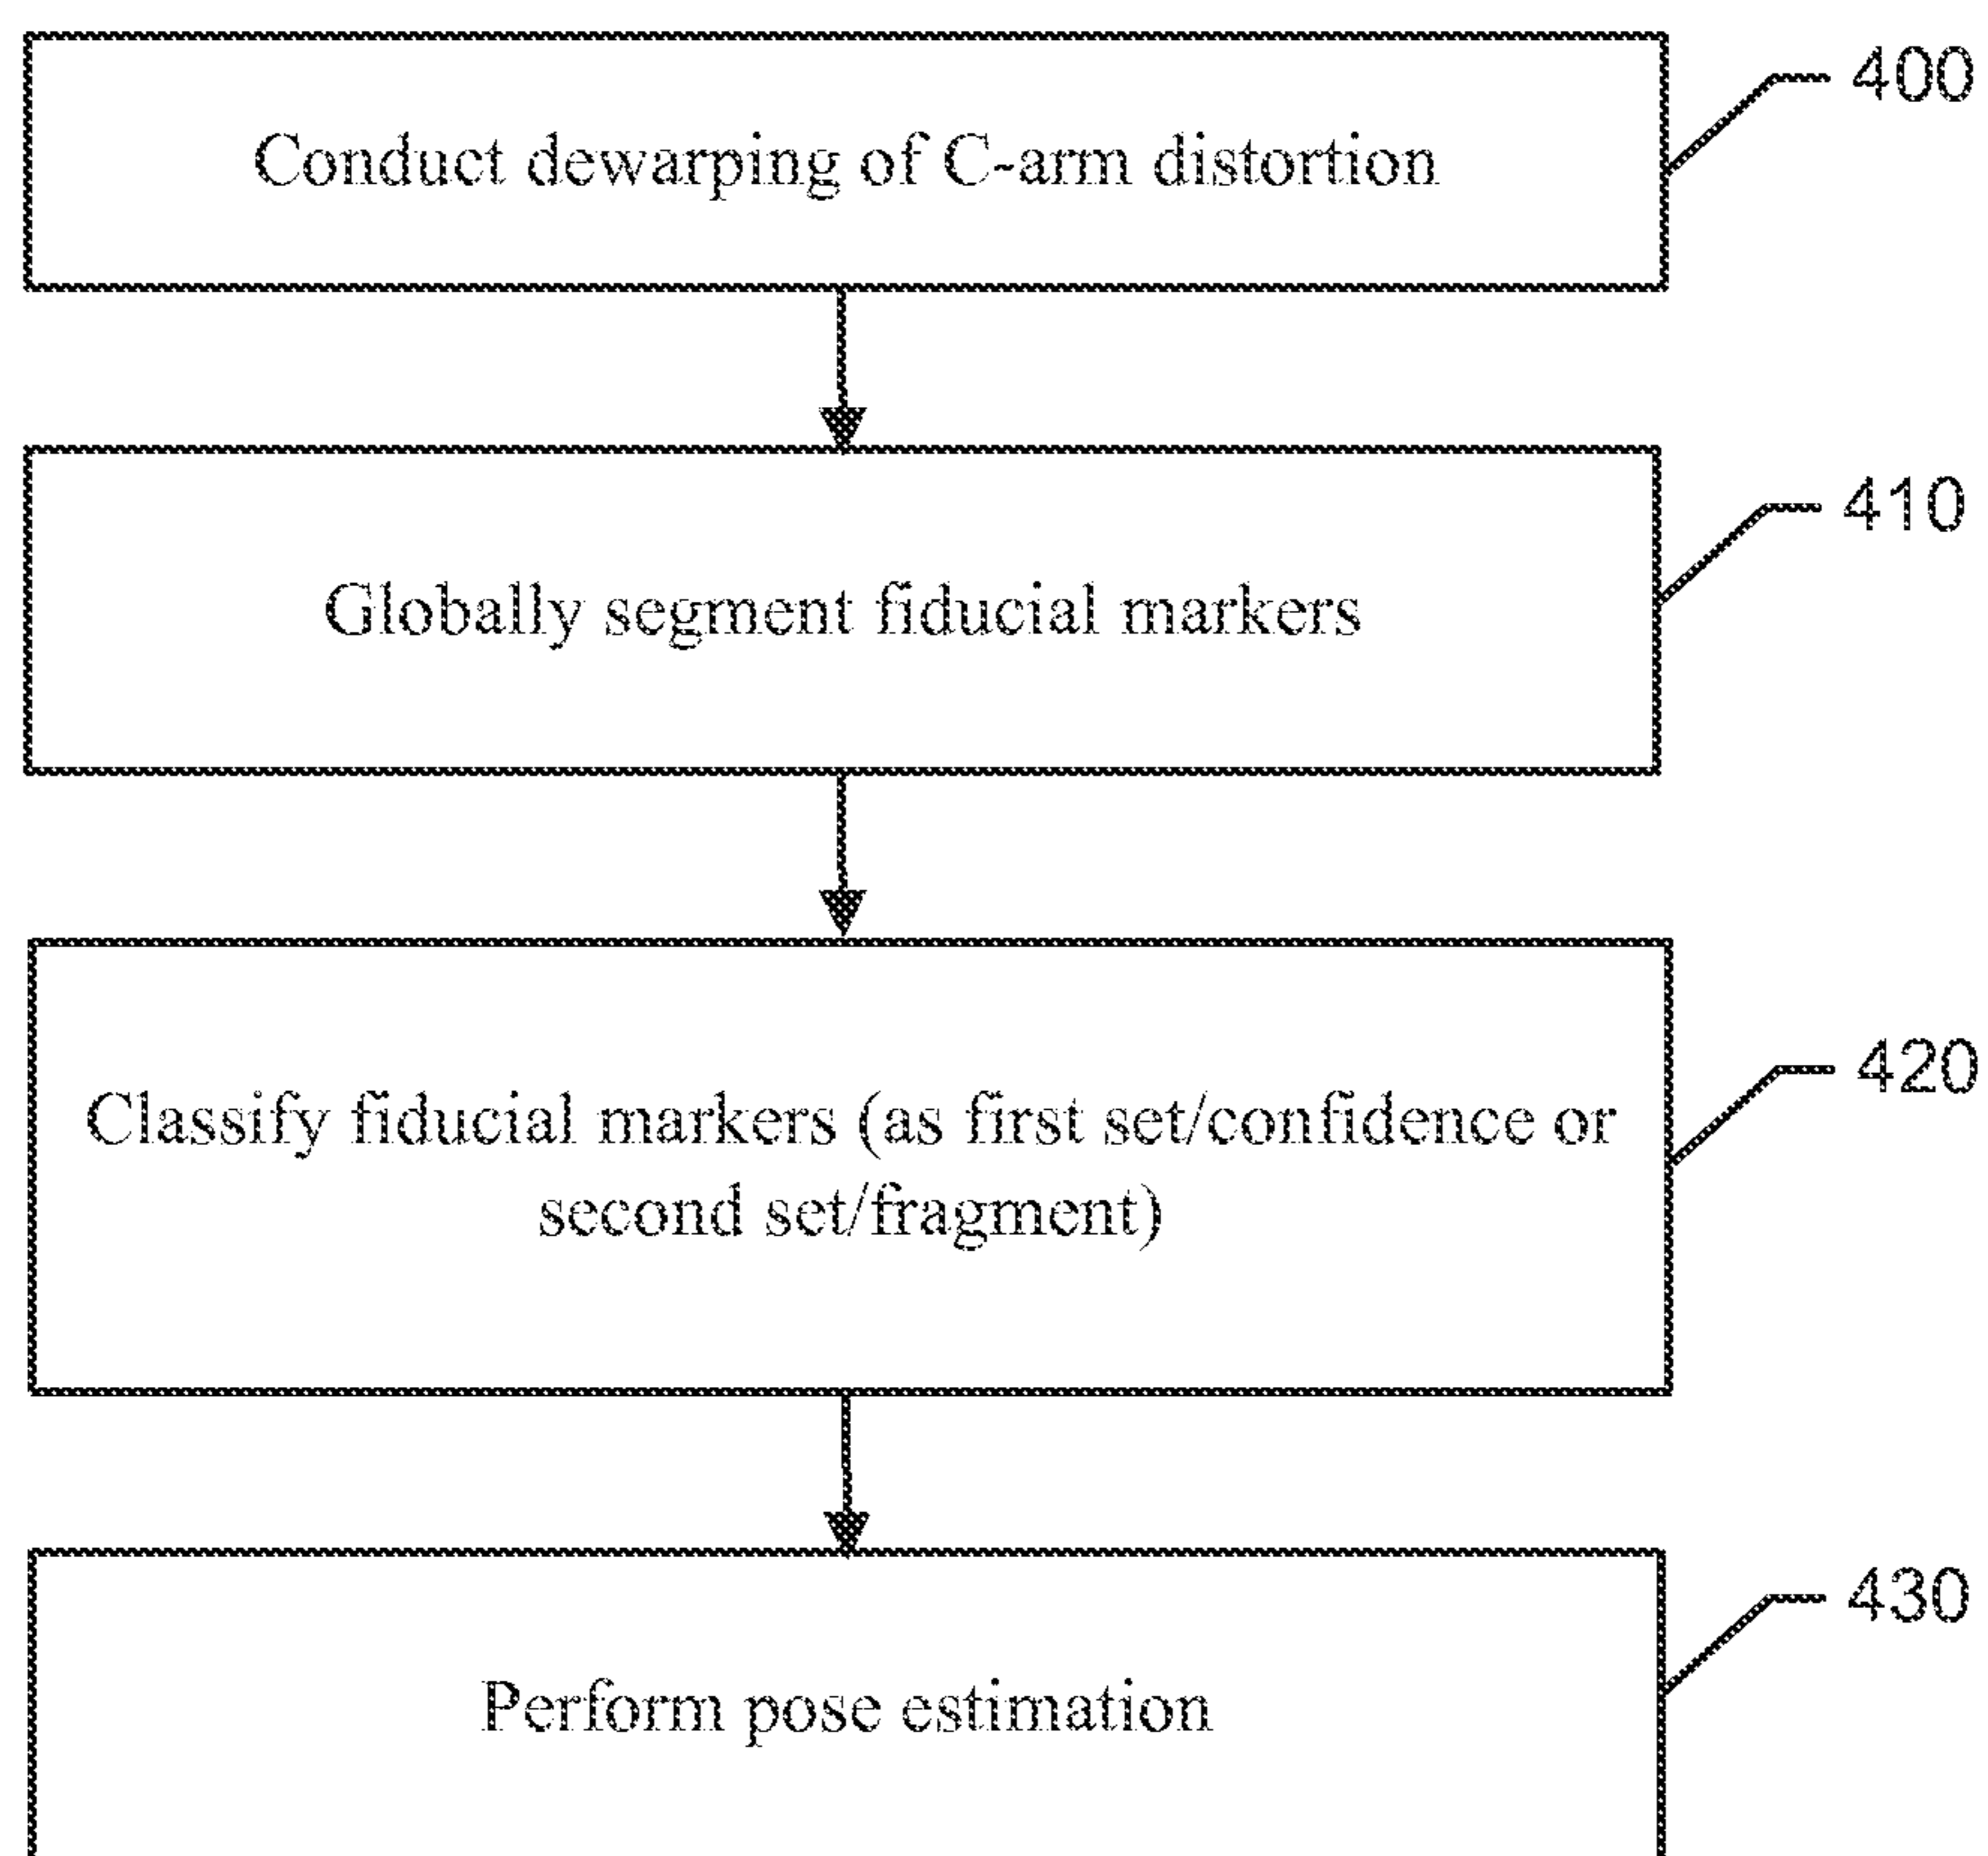 Conduct dewarping of C-arm distortion
400
Globally segment fiducial markers
410
Classify fiducial markers (as first set/confidence or
second set/fragment)
420
Perform pose estimation
430